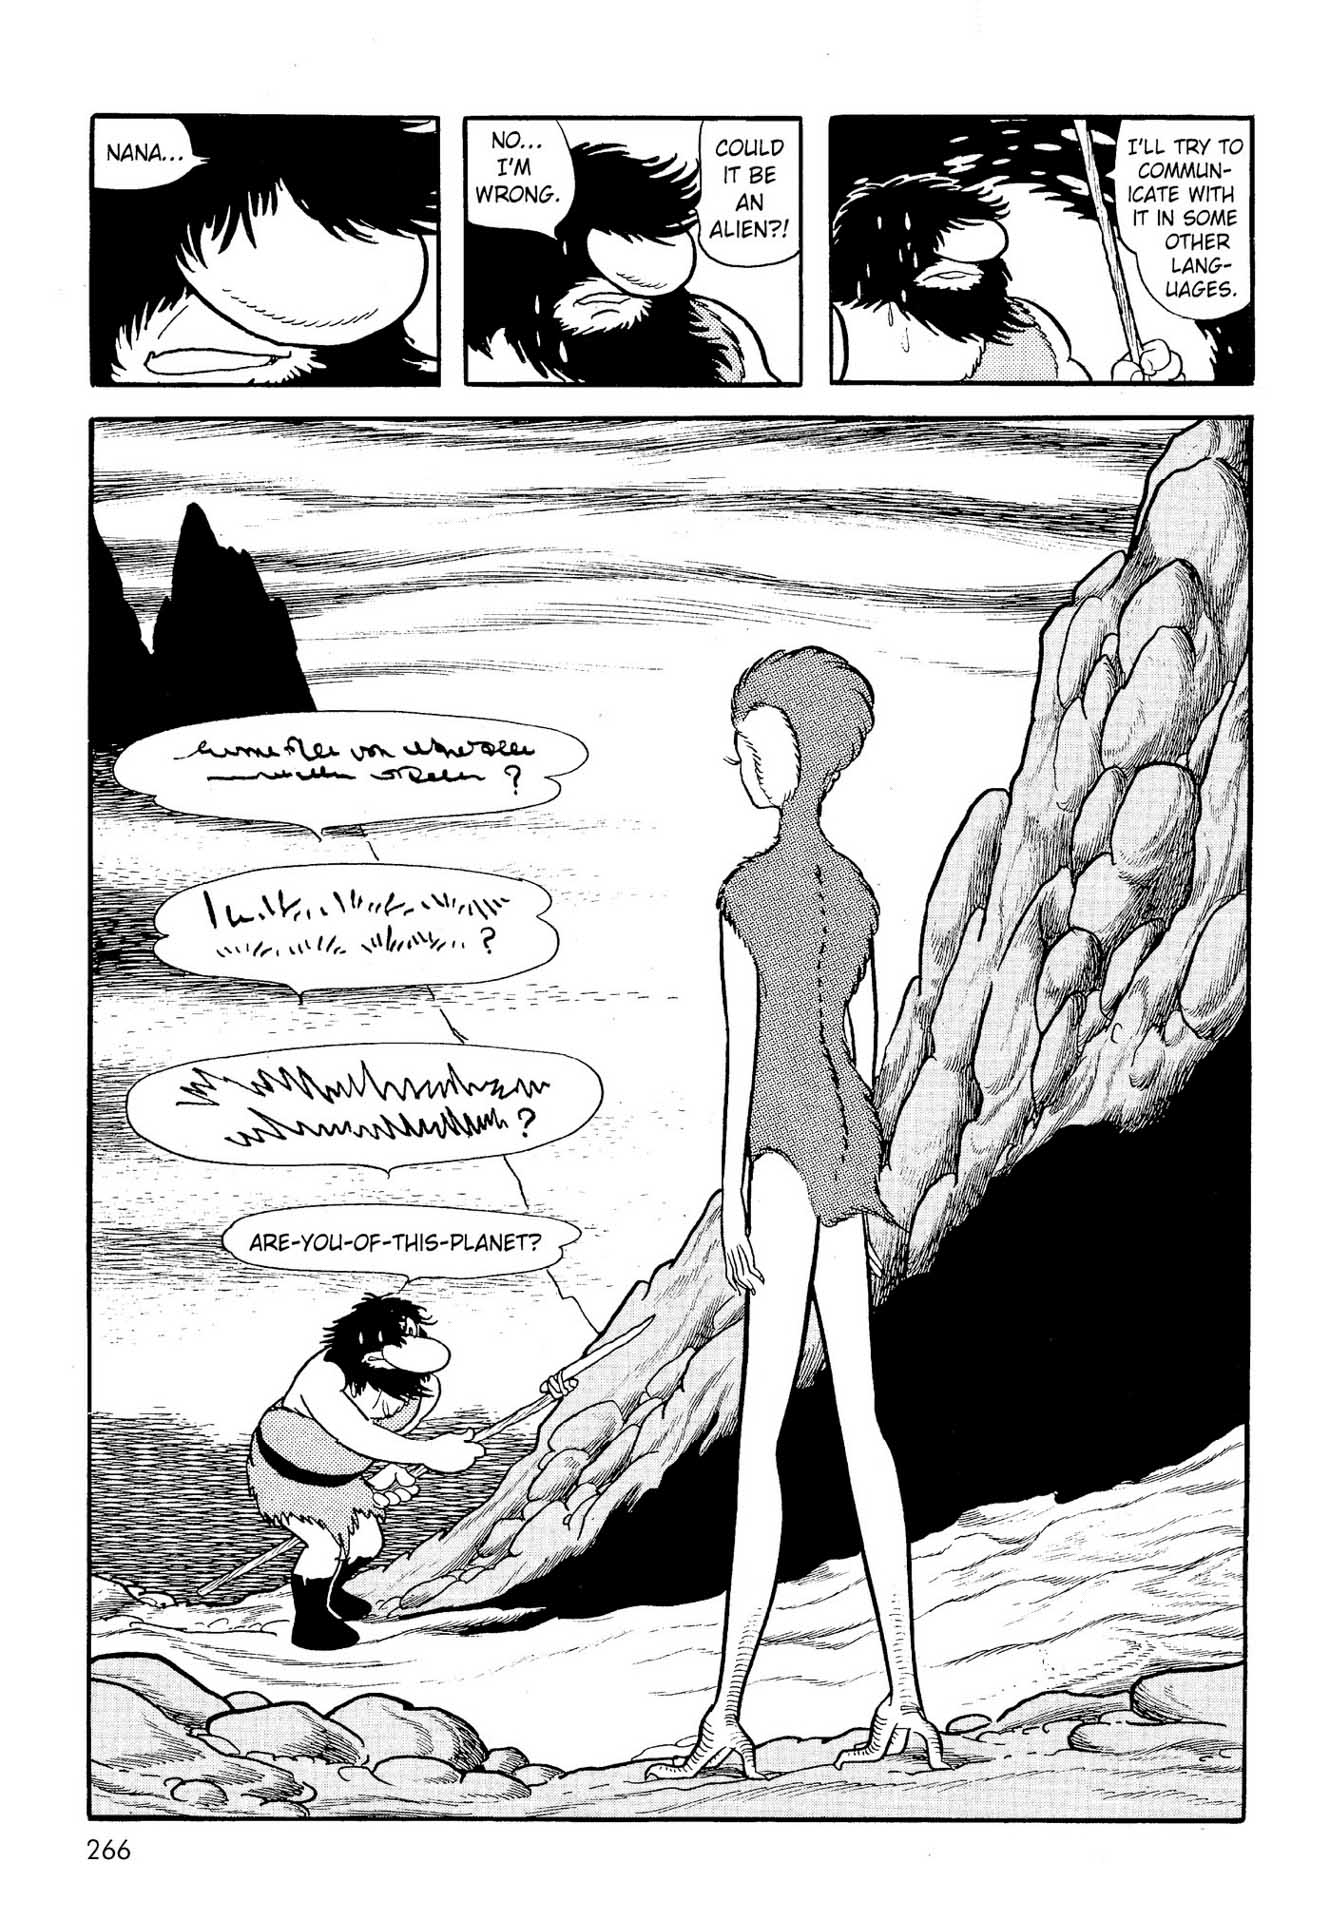 NANA...
NO...
I'M
WRONG.
COULD
IT BE
AN
ALIEN?!
I'LL TRY TO
COMMUN-
ICATE WITH
IT IN SOME
OTHER
LANG-
UAGES.
?
?
?
ARE-YOU-OF-THIS-PLANET?
266